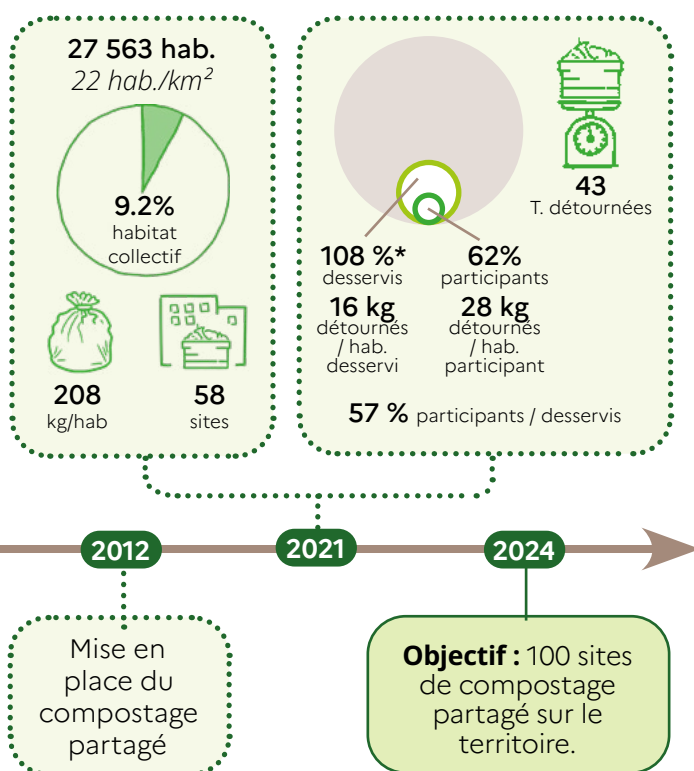 27 563 hab.
22 hab./km²
9.2%
habitat
collectif
208
kg/hab
58
sites
43
T. détournées
108 %*
desservis
16 kg
détournés
/ hab.
desservi
62%
participants
28 kg
détournés
/ hab.
participant
57 % participants / desservis
2012
2021
2024
Mise en
place du
compostage
partagé
Objectif : 100 sites
de compostage
partagé sur le
territoire.